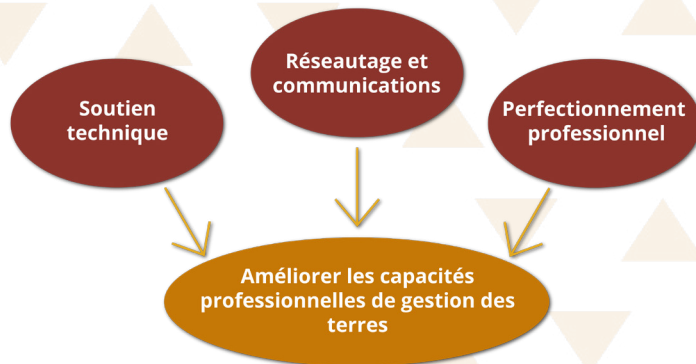 Réseautage et
communications
Soutien
technique
Perfectionnement
professionnel
Améliorer les capacités
professionnelles de gestion des
terres